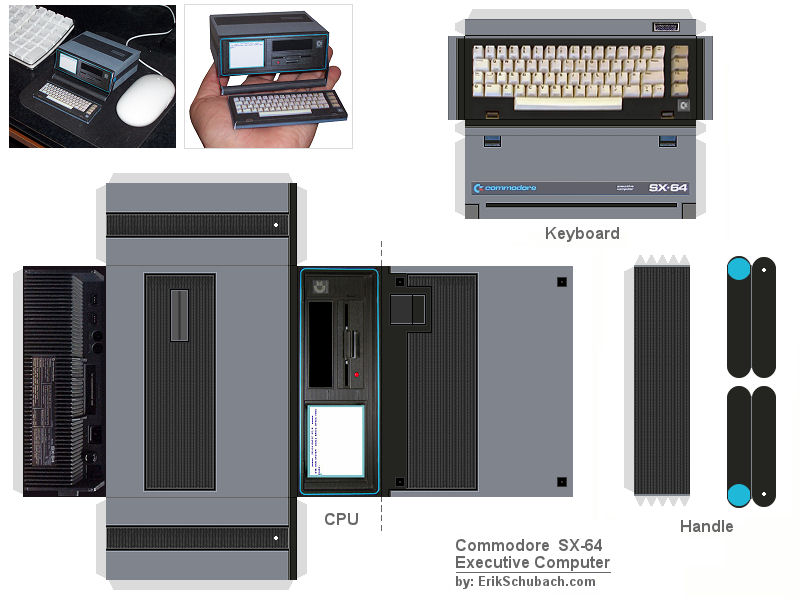 commodore
executive
computer
SX-64
Keyboard
CPU
Handle
Commodore SX-64
Executive Computer
by: ErikSchubach.com